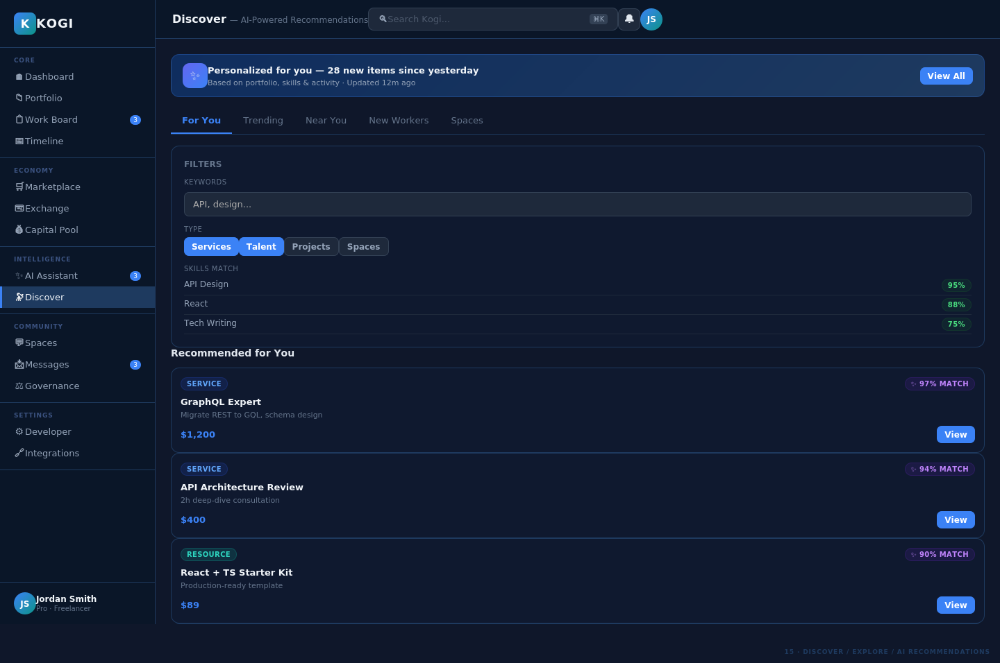 K KOGI
CORE
Dashboard
Portfolio
Work Board 3
Timeline
ECONOMY
Marketplace
Exchange
Capital Pool
INTELLIGENCE
AI Assistant 3
Discover
COMMUNITY
Spaces
Messages 3
Governance
SETTINGS
Developer
Integrations
JS Jordan Smith
Pro · Freelancer
Discover — AI-Powered Recommendations Search Kogi... ⌘K JS
Personalized for you — 28 new items since yesterday
Based on portfolio, skills & activity · Updated 12m ago
View All
For You Trending Near You New Workers Spaces
FILTERS
KEYWORDS
API, design...
TYPE
Services Talent Projects Spaces
SKILLS MATCH
API Design 95%
React 88%
Tech Writing 75%
Recommended for You
SERVICE ✨ 97% MATCH
GraphQL Expert
Migrate REST to GQL, schema design
$1,200 View
SERVICE ✨ 94% MATCH
API Architecture Review
2h deep-dive consultation
$400 View
RESOURCE ✨ 90% MATCH
React + TS Starter Kit
Production-ready template
$89 View
15 · DISCOVER / EXPLORE / AI RECOMMENDATIONS